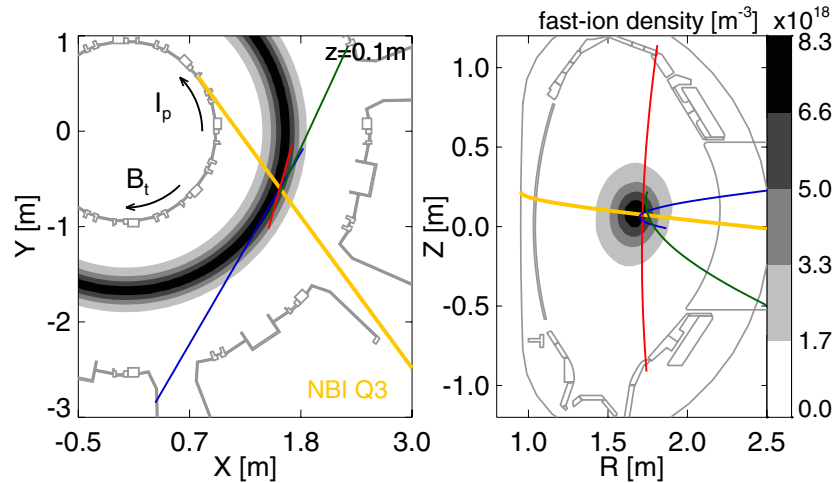 fast-ion density [m⁻³] x10¹⁸
z=0.1m
I_p
B_t
NBI Q3
1
0
-1
-2
-3
Y [m]
-0.5 0.7 1.8 3.0
X [m]
1.0
0.5
0.0
-0.5
-1.0
Z [m]
1.0 1.5 2.0 2.5
R [m]
8.3
6.6
5.0
3.3
1.7
0.0